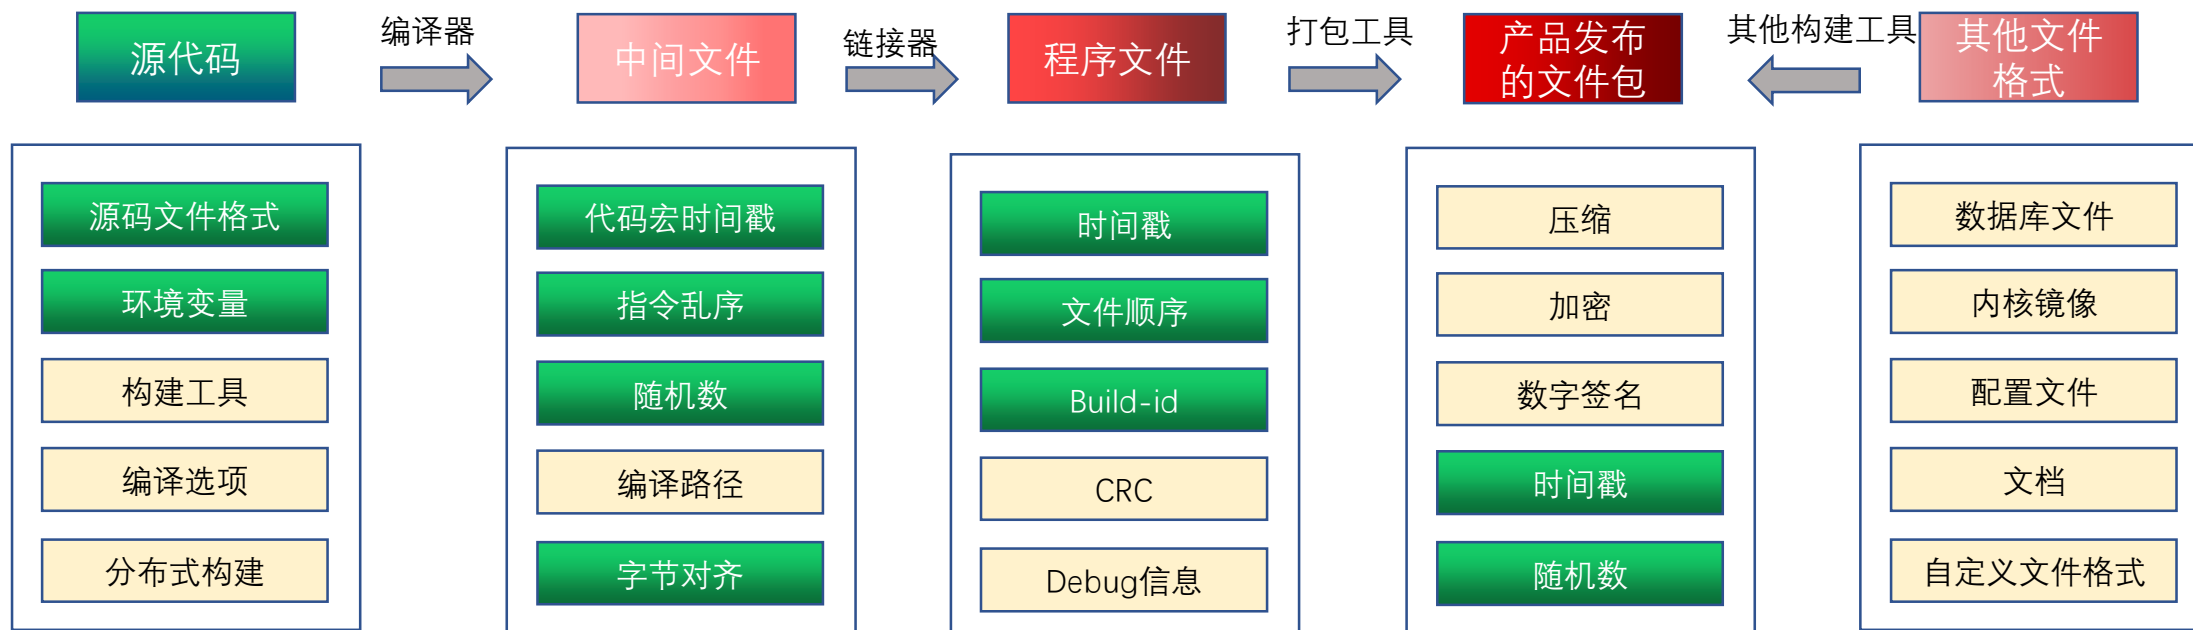 源代码
编译器
中间文件
链接器
程序文件
打包工具
产品发布
的文件包
其他构建工具
其他文件
格式
源码文件格式
环境变量
构建工具
编译选项
分布式构建
代码宏时间戳
指令乱序
随机数
编译路径
字节对齐
时间戳
文件顺序
Build-id
CRC
Debug信息
压缩
加密
数字签名
时间戳
随机数
数据库文件
内核镜像
配置文件
文档
自定义文件格式